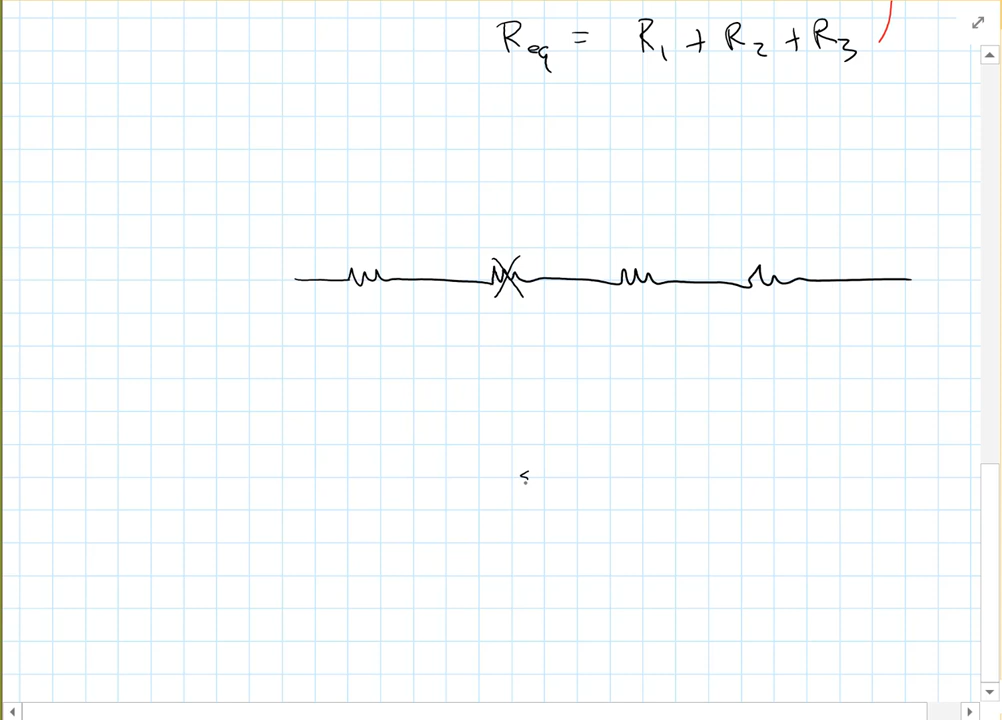 Req = R1 + R2 + R3